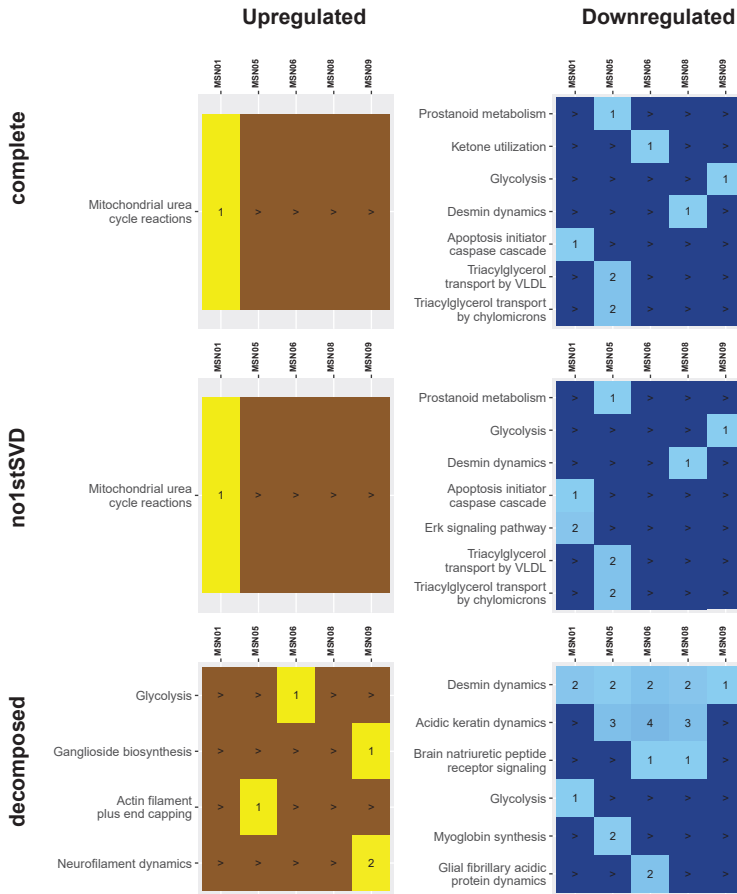 Upregulated Downregulated
complete
MSN01 MSN05 MSN06 MSN08 MSN09
Mitochondrial urea
cycle reactions
1 > > > >
MSN01 MSN05 MSN06 MSN08 MSN09
Prostanoid metabolism > 1 > > >
Ketone utilization > > 1 > >
Glycolysis > > > > 1
Desmin dynamics > > > 1 >
Apoptosis initiator
caspase cascade
1 > > > >
Triacylglycerol
transport by VLDL
> 2 > > >
Triacylglycerol transport
by chylomicrons
> 2 > > >
no1stSVD
MSN01 MSN05 MSN06 MSN08 MSN09
Mitochondrial urea
cycle reactions
1 > > > >
MSN01 MSN05 MSN06 MSN08 MSN09
Prostanoid metabolism > 1 > > >
Glycolysis > > > > 1
Desmin dynamics > > > 1 >
Apoptosis initiator
caspase cascade
1 > > > >
Erk signaling pathway 2 > > > >
Triacylglycerol
transport by VLDL
> 2 > > >
Triacylglycerol transport
by chylomicrons
> 2 > > >
decomposed
MSN01 MSN05 MSN06 MSN08 MSN09
Glycolysis > > 1 > >
Ganglioside biosynthesis > > > > 1
Actin filament
plus end capping
> 1 > > >
Neurofilament dynamics > > > > 2
MSN01 MSN05 MSN06 MSN08 MSN09
Desmin dynamics 2 2 2 2 1
Acidic keratin dynamics > 3 4 3 >
Brain natriuretic peptide
receptor signaling
> > 1 1 >
Glycolysis 1 > > > >
Myoglobin synthesis > 2 > > >
Glial fibrillary acidic
protein dynamics
> > 2 > >